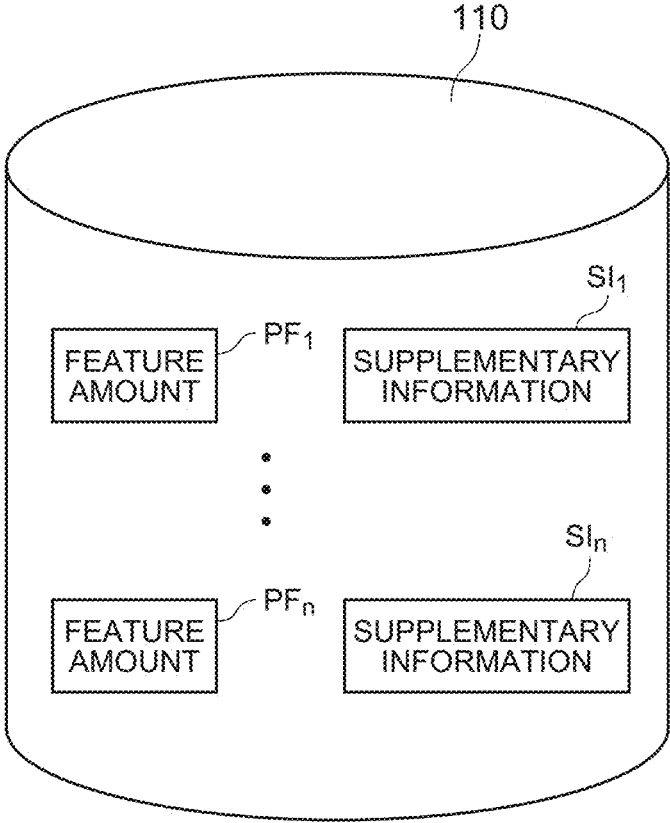 110
SI1
PF1
FEATURE
AMOUNT
SUPPLEMENTARY
INFORMATION
SIn
PFn
FEATURE
AMOUNT
SUPPLEMENTARY
INFORMATION